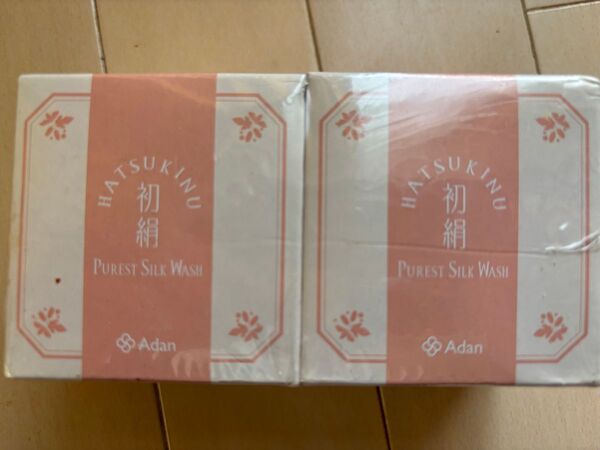 HATSUKINU
初絹
PUREST SILK WASH
Adan
HATSUKINU
初絹
PUREST SILK WASH
Adan